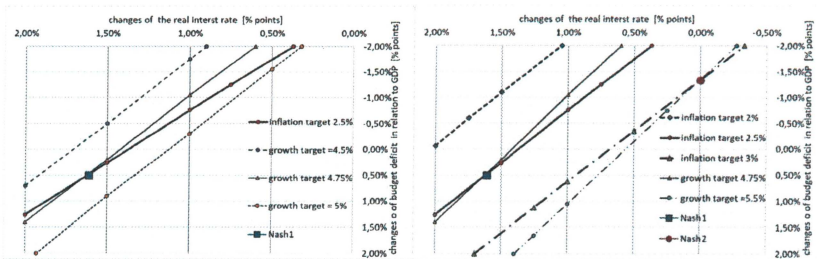 changes of the real interst rate [% points]
2,00% 1,50% 1,00% 0,50% 0,00%
-2,00%
-1,50%
-1,00%
-0,50%
0,00%
0,50%
1,00%
1,50%
2,00%
changes o of budget deficit in relation to GDP [% points]
inflation target 2.5%
growth target =4.5%
growth target 4.75%
growth target = 5%
Nash1
changes of the real interst rate [% points]
2,00% 1,50% 1,00% 0,50% 0,00% -0,50%
-2,00%
-1,50%
-1,00%
-0,50%
0,00%
0,50%
1,00%
1,50%
2,00%
changes o of budget deficit in relation to GDP [% points]
inflation target 2%
inflation target 2.5%
inflation target 3%
growth target 4.75%
growth target =5.5%
Nash1
Nash2